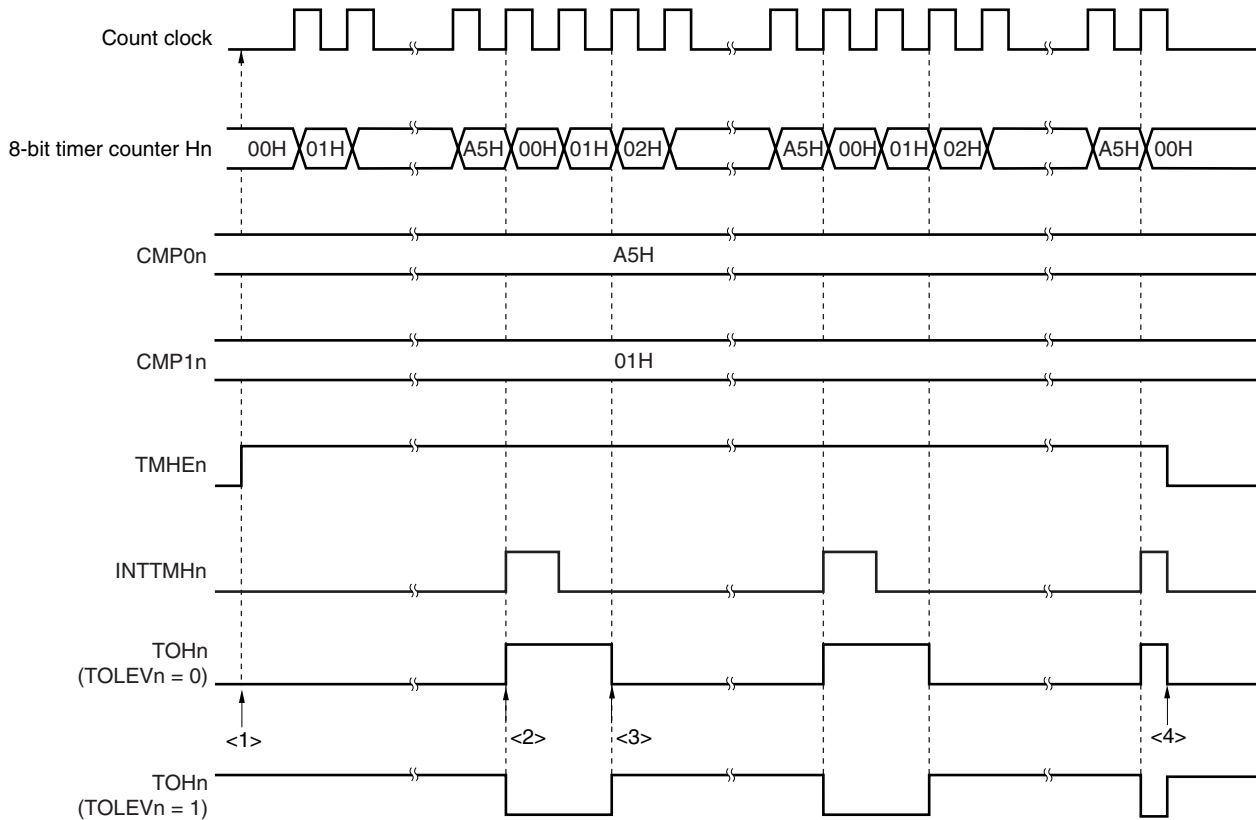 Count clock
8-bit timer counter Hn
00H 01H A5H 00H 01H 02H A5H 00H 01H 02H A5H 00H
CMP0n
A5H
CMP1n
01H
TMHEn
INTTMHn
TOHn
(TOLEVn = 0)
<1> <2> <3> <4>
TOHn
(TOLEVn = 1)